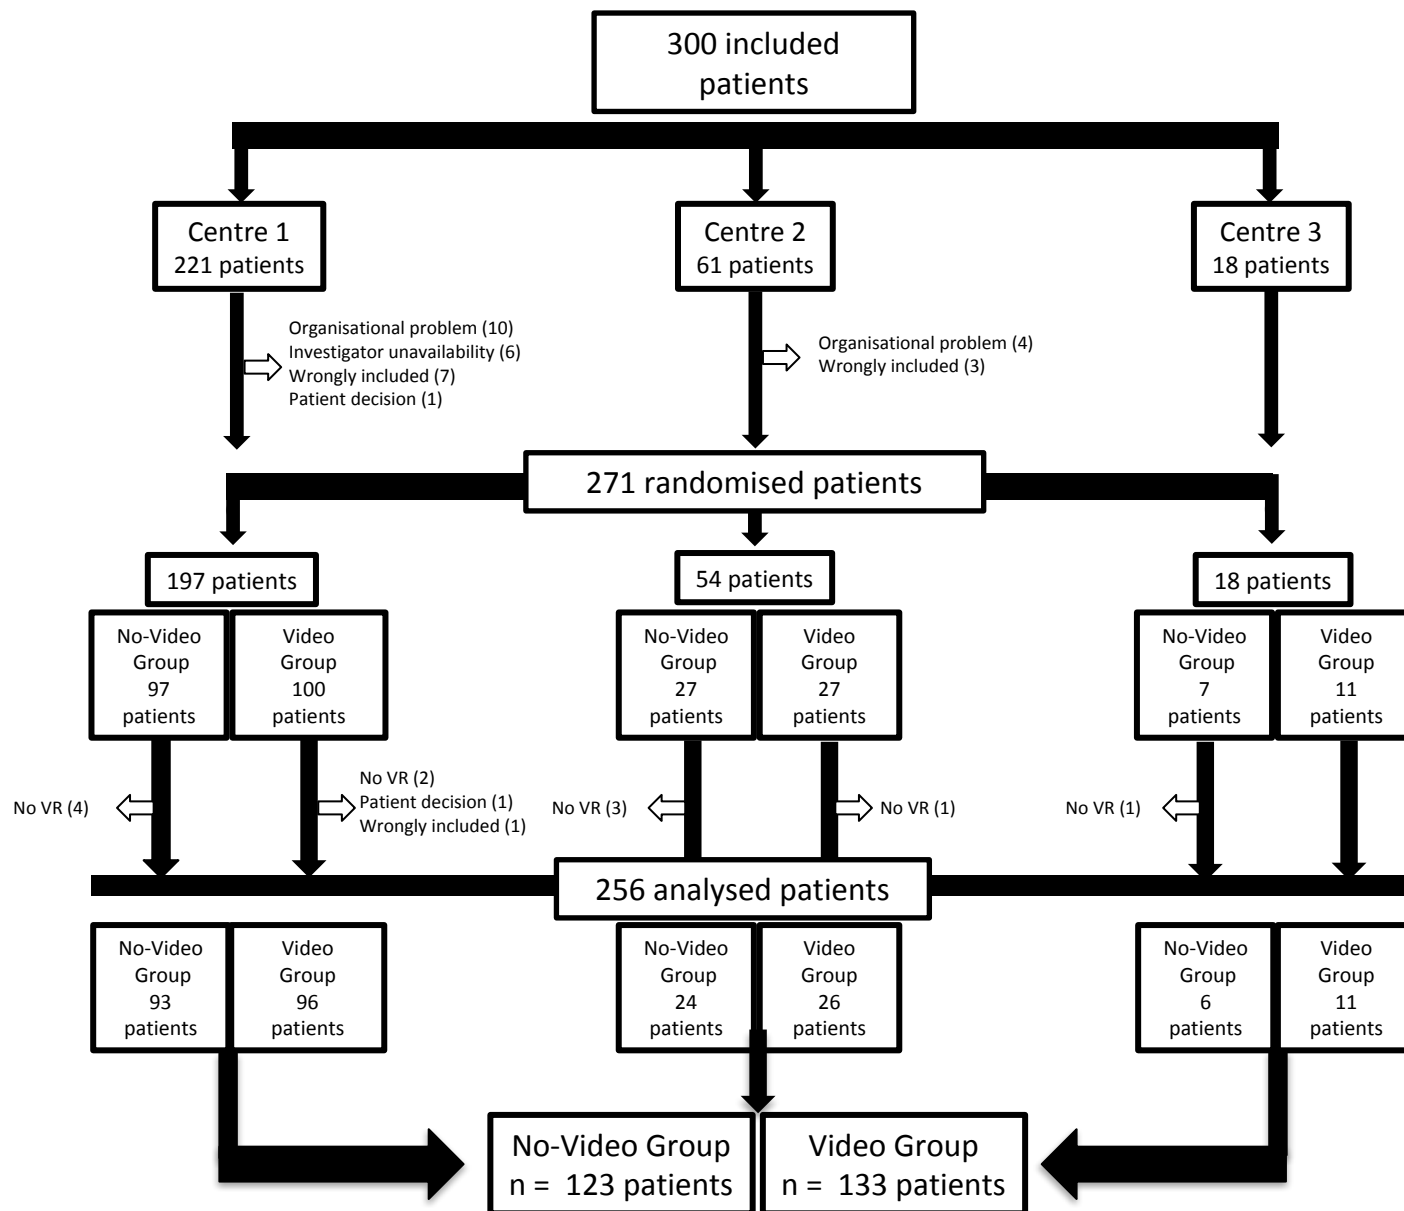 300 included
patients
Centre 1
221 patients
Centre 2
61 patients
Centre 3
18 patients
Organisational problem (10)
Investigator unavailability (6)
Wrongly included (7)
Patient decision (1)
Organisational problem (4)
Wrongly included (3)
271 randomised patients
197 patients
54 patients
18 patients
No-Video
Group
97
patients
Video
Group
100
patients
No-Video
Group
27
patients
Video
Group
27
patients
No-Video
Group
7
patients
Video
Group
11
patients
No VR (4)
No VR (2)
Patient decision (1)
Wrongly included (1)
No VR (3)
No VR (1)
No VR (1)
256 analysed patients
No-Video
Group
93
patients
Video
Group
96
patients
No-Video
Group
24
patients
Video
Group
26
patients
No-Video
Group
6
patients
Video
Group
11
patients
No-Video Group
n = 123 patients
Video Group
n = 133 patients